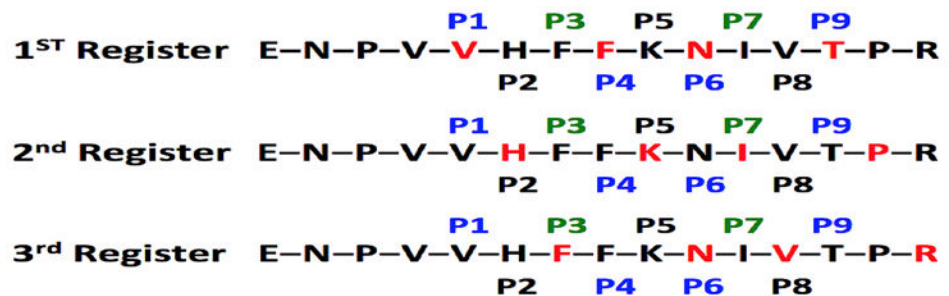 P1 P3 P5 P7 P9
1ST Register E–N–P–V–V–H–F–F–K–N–I–V–T–P–R
P2 P4 P6 P8
P1 P3 P5 P7 P9
2nd Register E–N–P–V–V–H–F–F–K–N–I–V–T–P–R
P2 P4 P6 P8
P1 P3 P5 P7 P9
3rd Register E–N–P–V–V–H–F–F–K–N–I–V–T–P–R
P2 P4 P6 P8